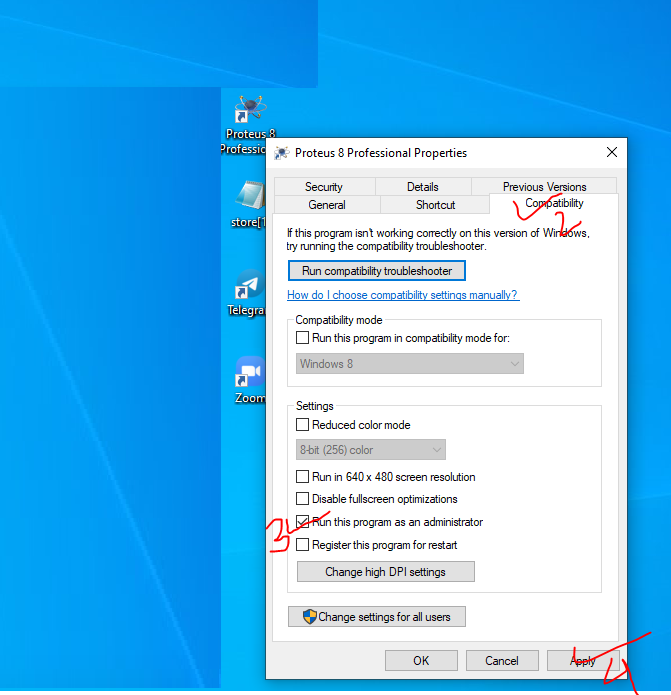 Proteus 8
Professio
store[1
Telegra
Zoom
Proteus 8 Professional Properties
Security
Details
Previous Versions
General
Shortcut
Compatibility
2
If this program isn't working correctly on this version of Windows,
try running the compatibility troubleshooter.
Run compatibility troubleshooter
How do I choose compatibility settings manually?
Compatibility mode
Run this program in compatibility mode for:
Windows 8
Settings
Reduced color mode
8-bit (256) color
Run in 640 x 480 screen resolution
Disable fullscreen optimizations
3
Run this program as an administrator
Register this program for restart
Change high DPI settings
Change settings for all users
OK
Cancel
Apply
4